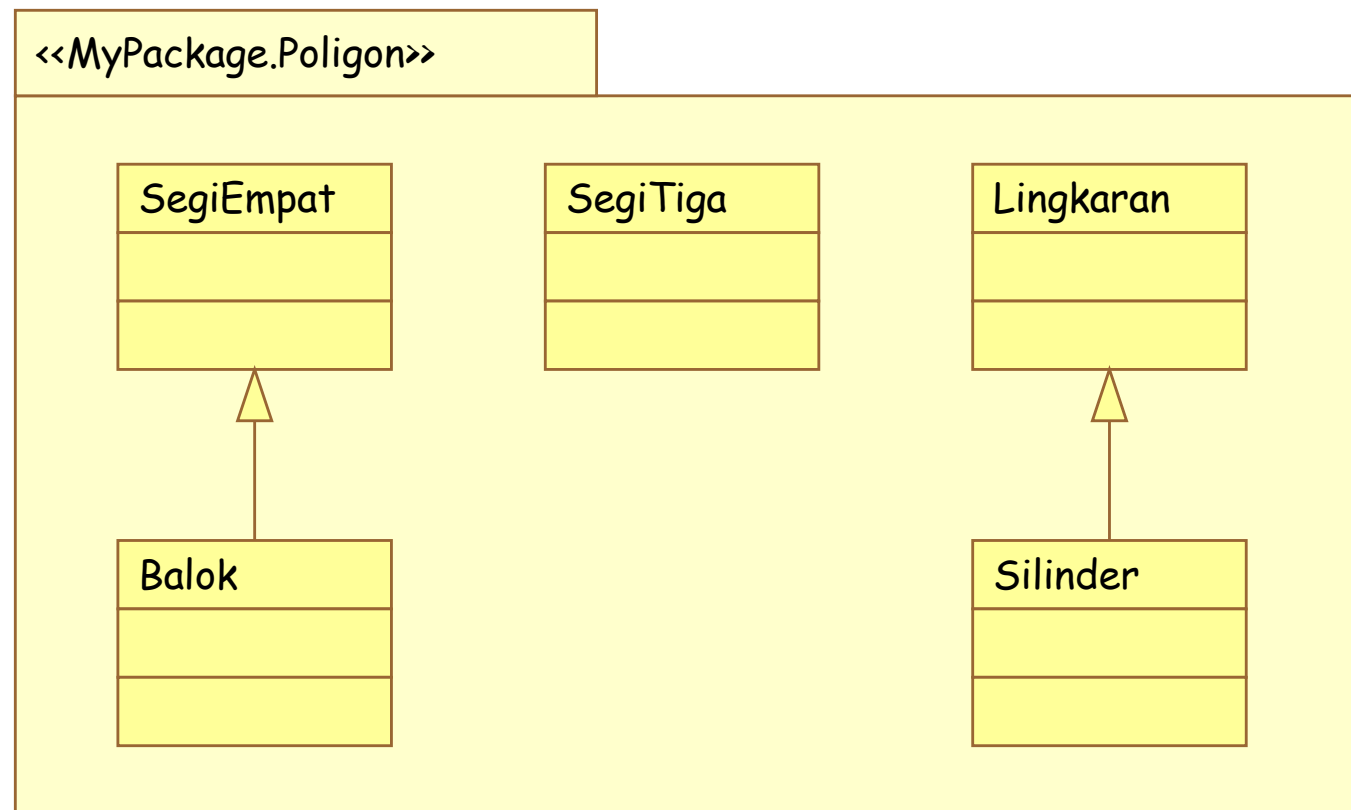 <<MyPackage.Poligon>>
SegiEmpat
SegiTiga
Lingkaran
Balok
Silinder